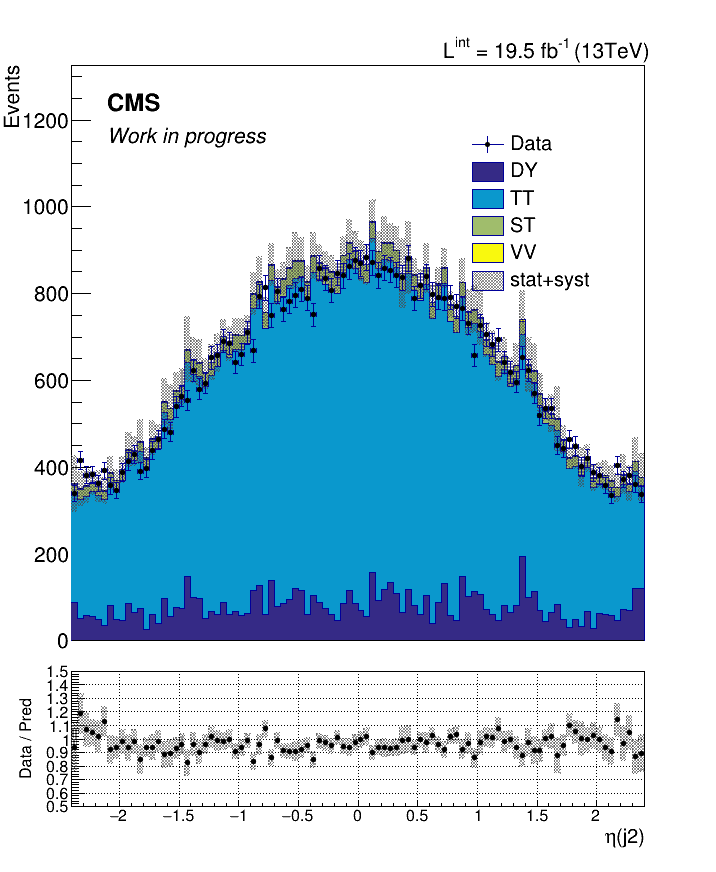 L^int = 19.5 fb^-1 (13TeV)
Events
CMS
Work in progress
Data
DY
TT
ST
VV
stat+syst
1200
1000
800
600
400
200
0
Data / Pred
1.5
1.4
1.3
1.2
1.1
1
0.9
0.8
0.7
0.6
0.5
−2 −1.5 −1 −0.5 0 0.5 1 1.5 2
η(j2)